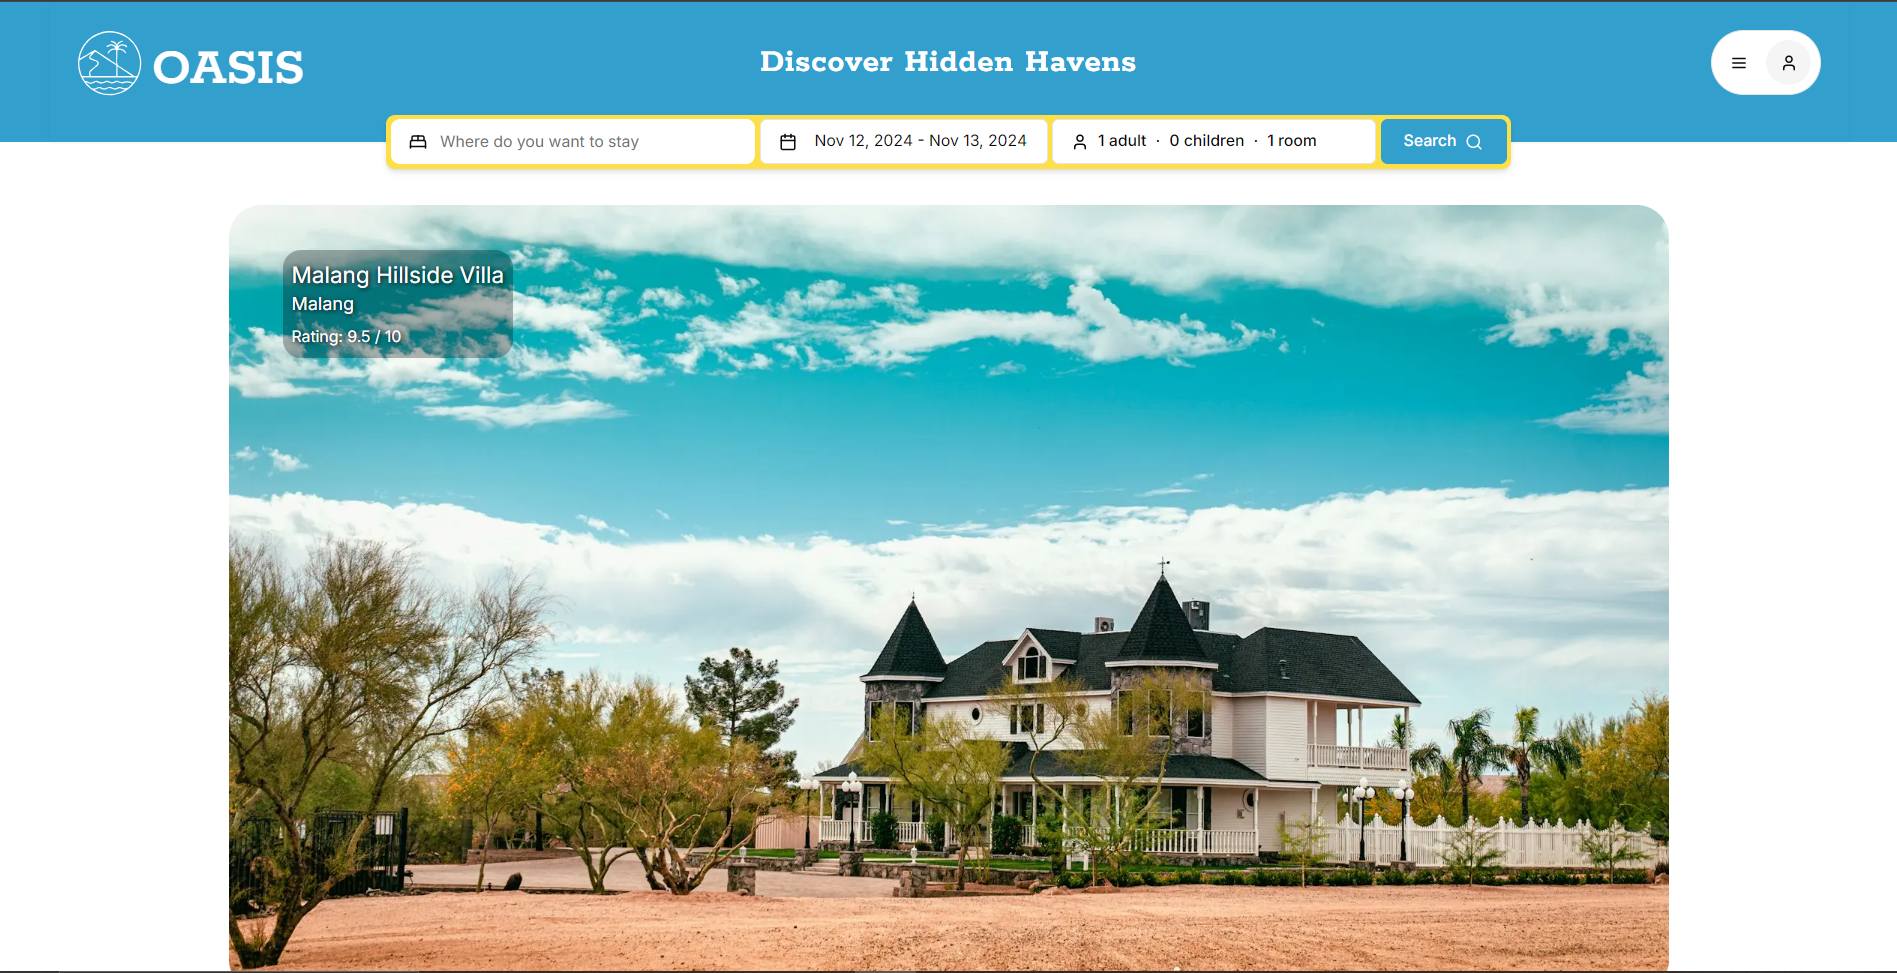 OASIS
Discover Hidden Havens
Where do you want to stay
Nov 12, 2024 - Nov 13, 2024
1 adult · 0 children · 1 room
Search
Malang Hillside Villa
Malang
Rating: 9.5 / 10